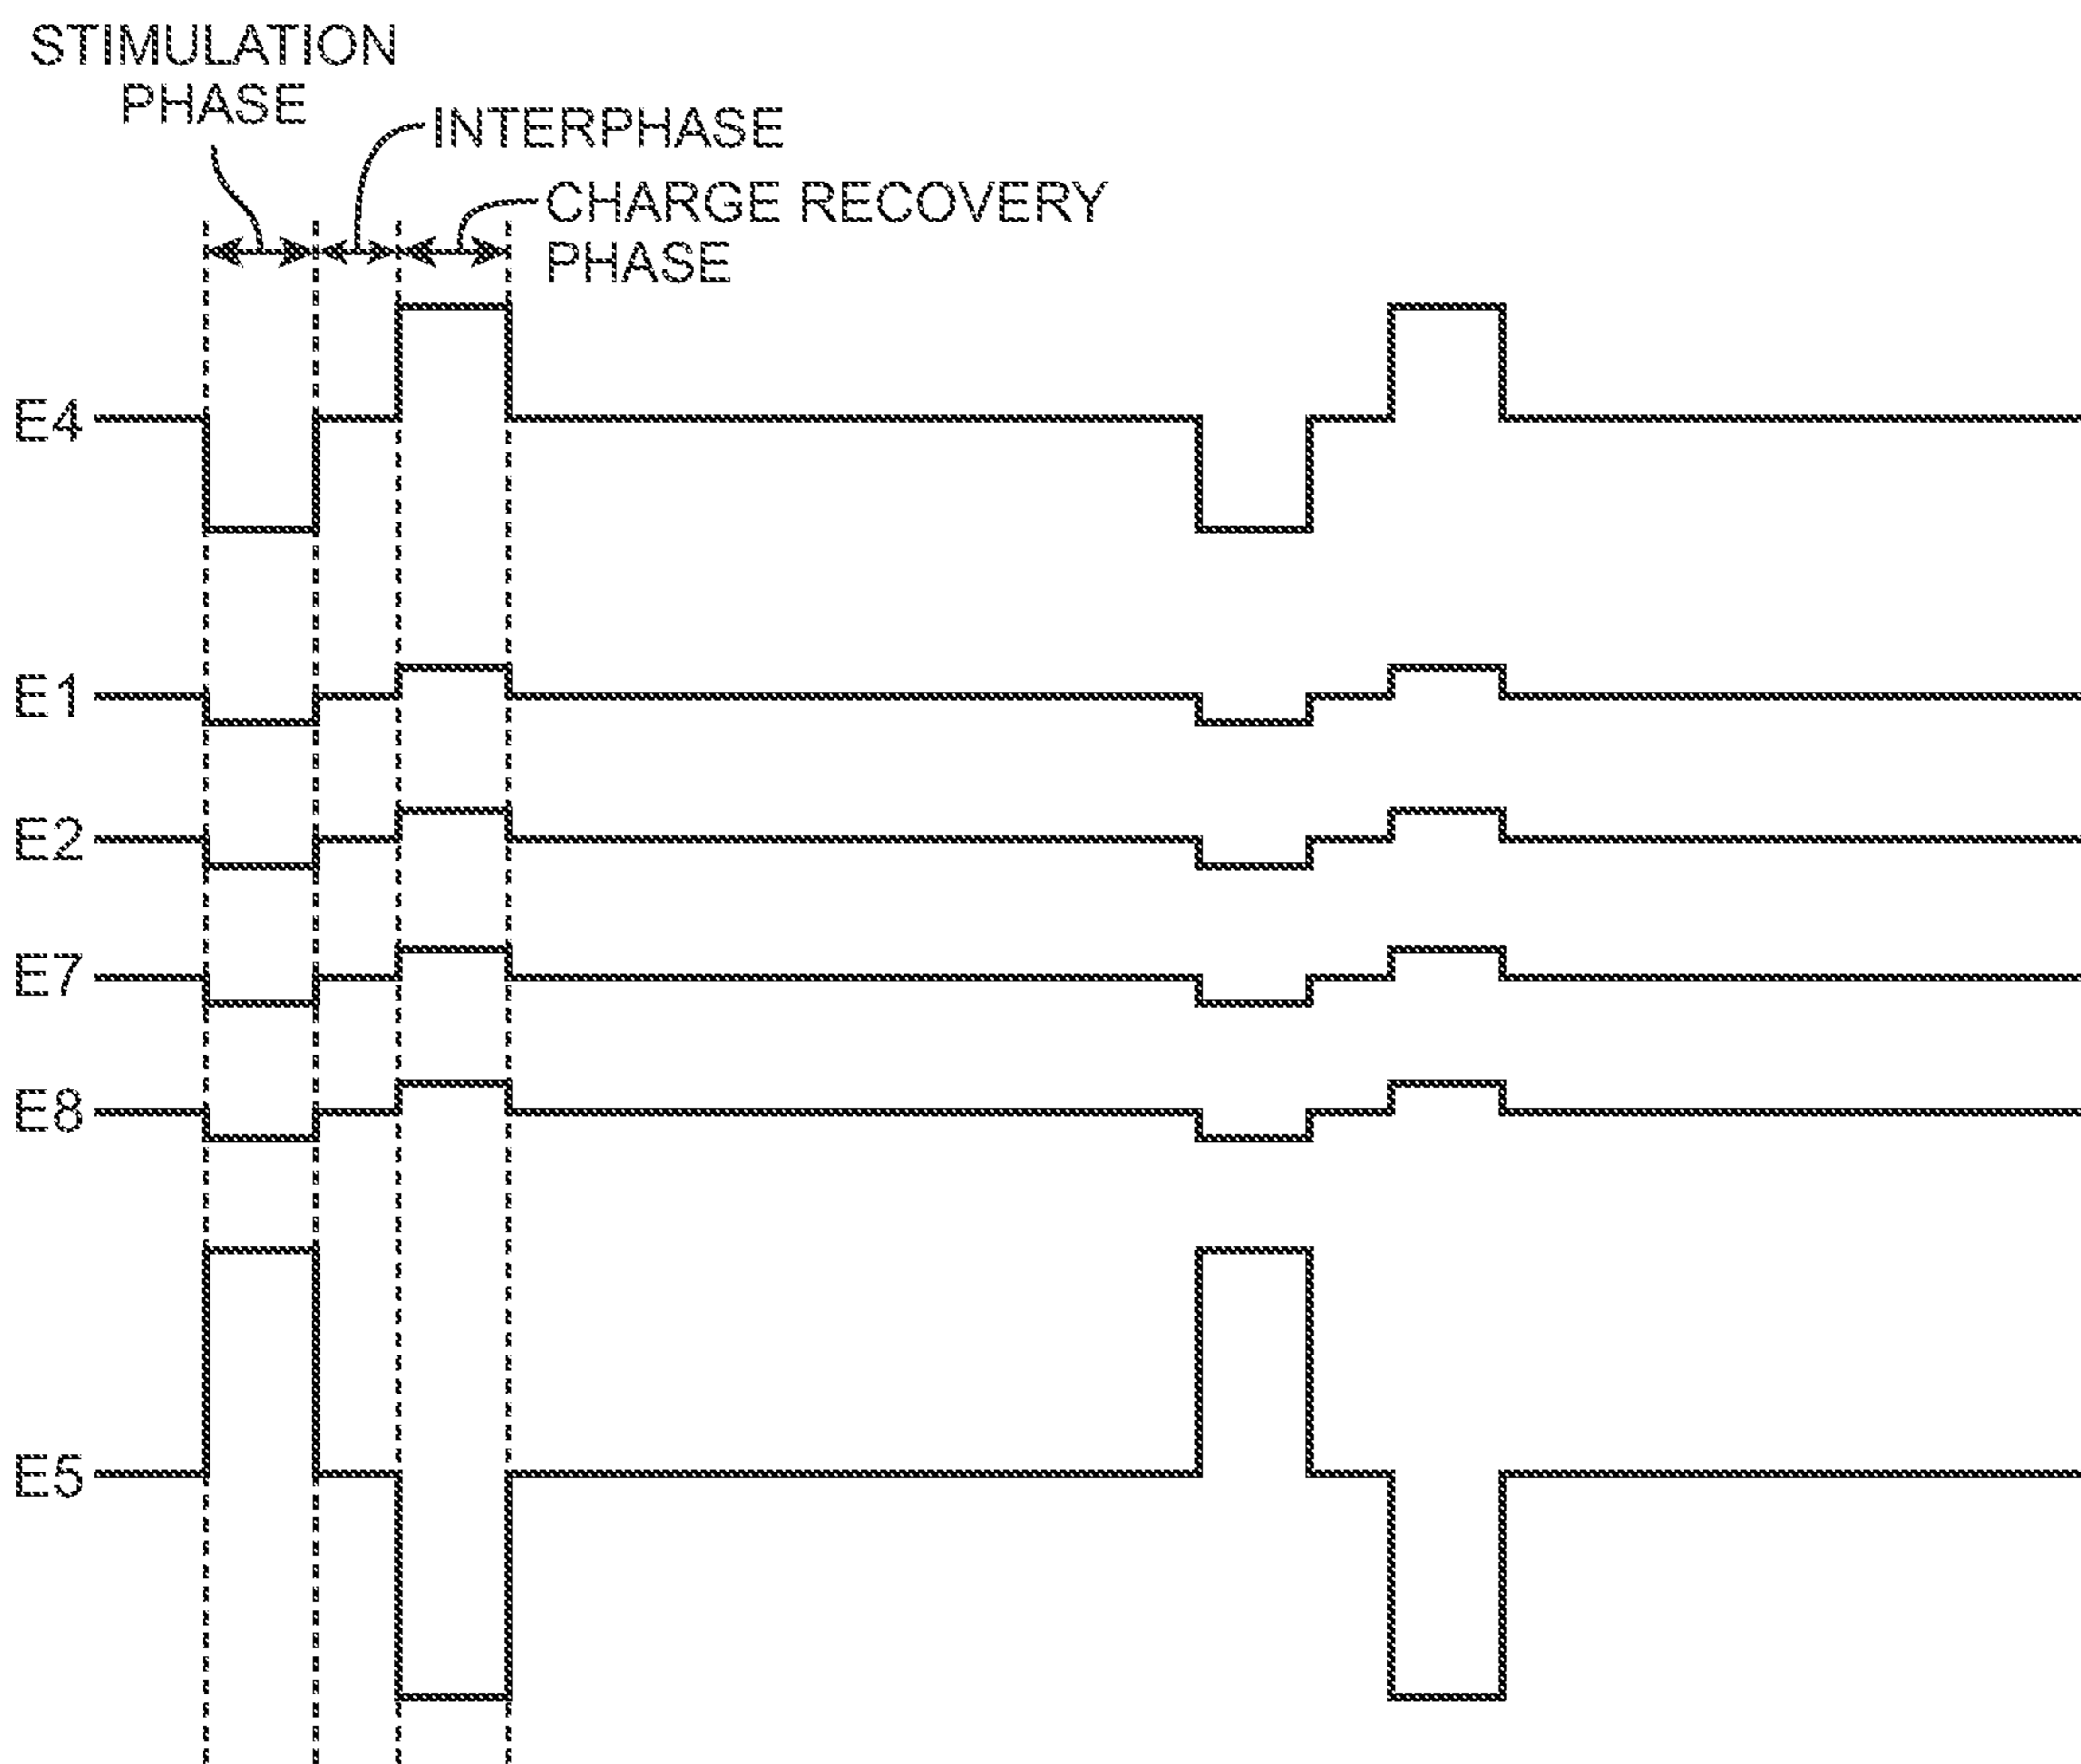 STIMULATION
PHASE
INTERPHASE
CHARGE RECOVERY
PHASE
E4
E1
E2
E7
E8
E5